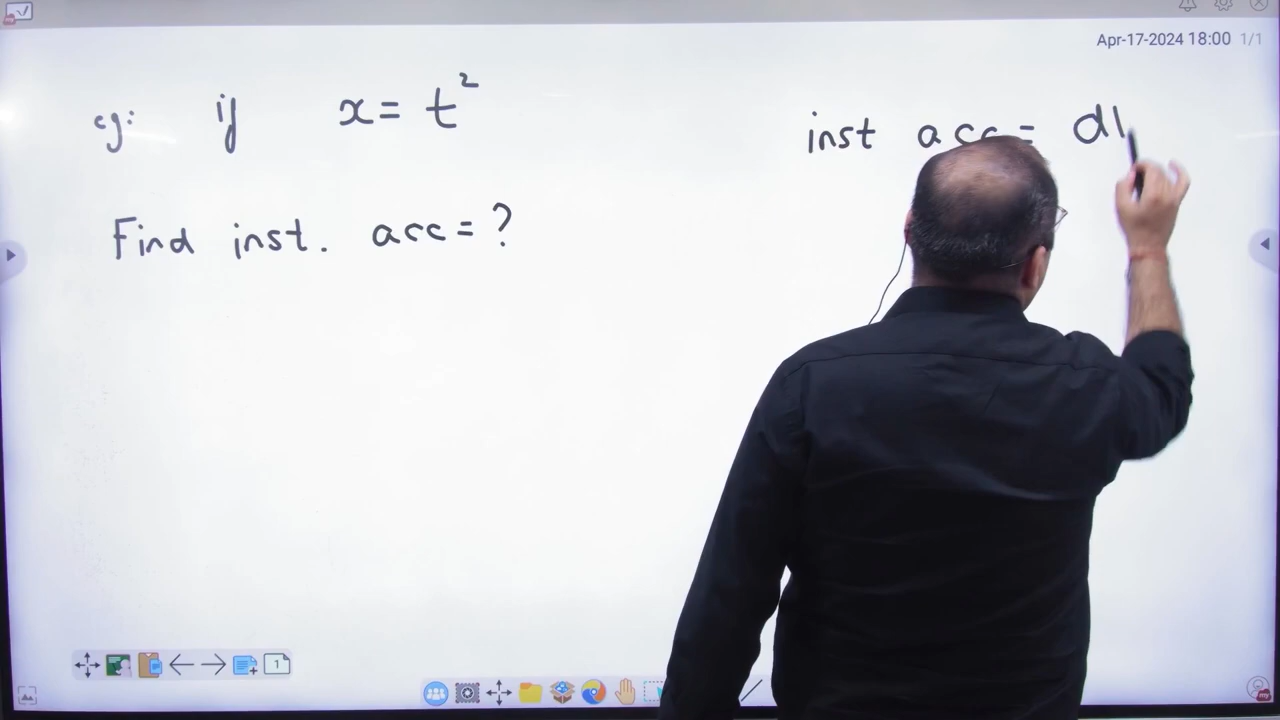 Apr-17-2024 18:00 1/1
eg: if x = t²
inst acc = d
Find inst. acc = ?
1